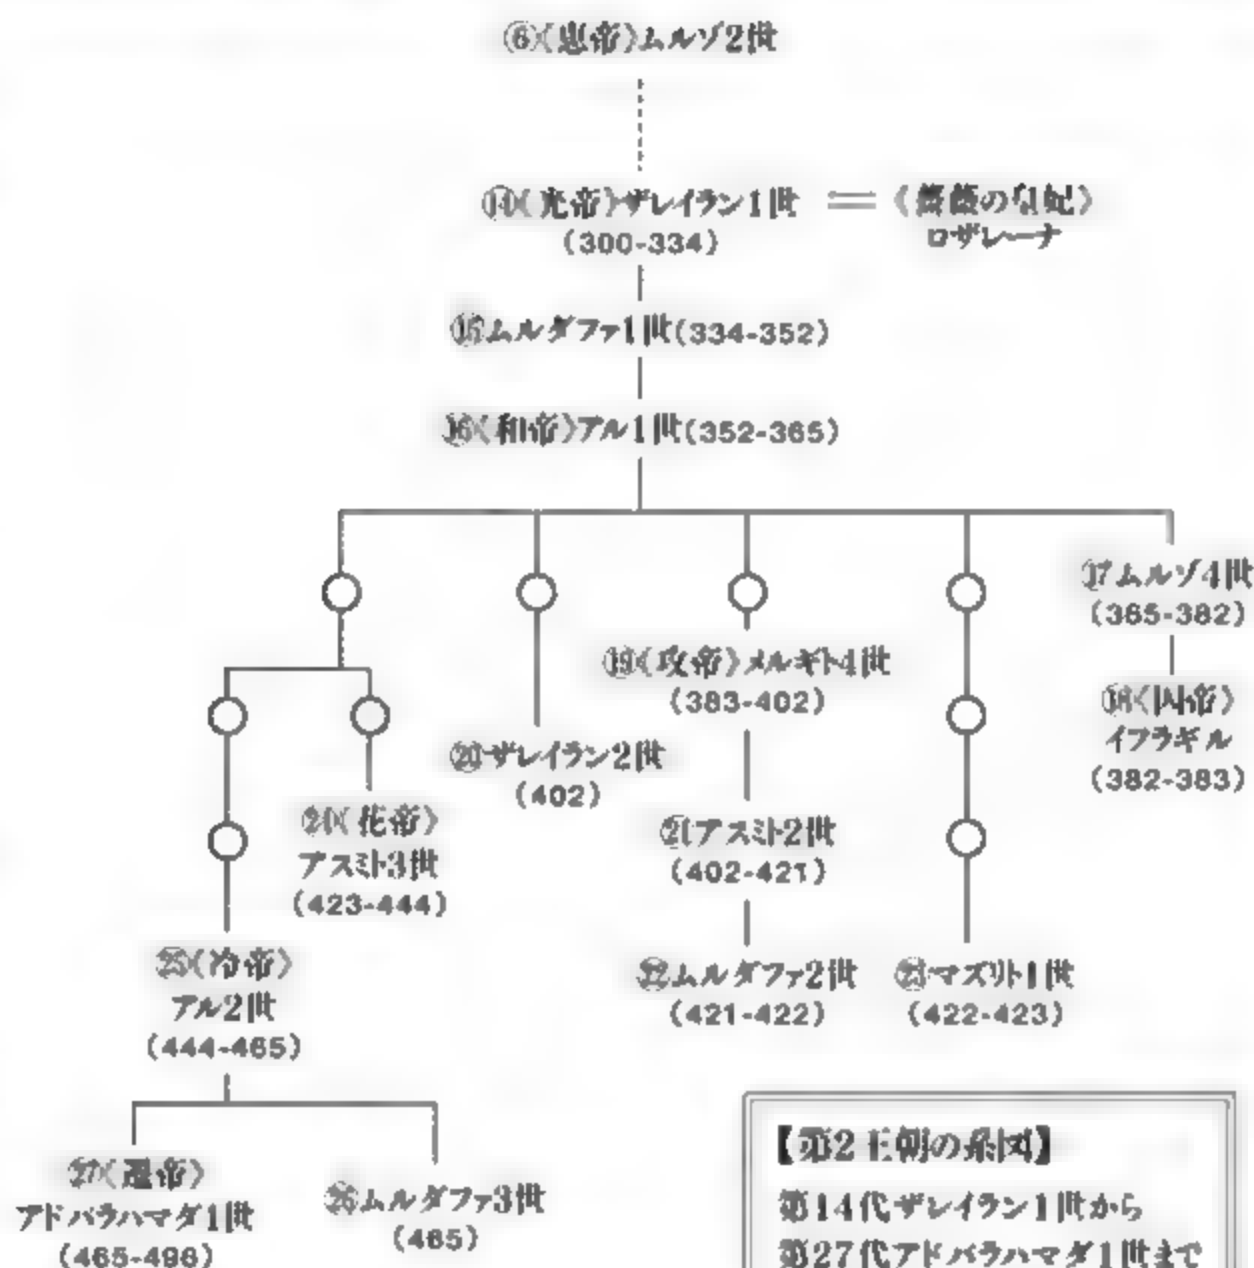 ⑥〈恵帝〉ムルゾ2世
⑭〈光帝〉ザレイラン1世
(300-334)
《薔薇の皇妃》
ロザレーナ
⑮ムルダファ1世(334-352)
⑯〈和帝〉アル1世(352-365)
⑰ムルゾ4世
(365-382)
⑱〈囚帝〉
イフラギル
(382-383)
⑲〈攻帝〉メルギト4世
(383-402)
⑳ザレイラン2世
(402)
㉑アスミト2世
(402-421)
㉔〈花帝〉
アスミト3世
(423-444)
㉒ムルダファ2世
(421-422)
㉓マズリト1世
(422-423)
㉕〈冷帝〉
アル2世
(444-465)
㉗
アドバラハマダ1世
(465-496)
㉖ムルダファ3世
(465)
【第2王朝の系図】
第14代ザレイラン1世から
第27代アドバラハマダ1世まで